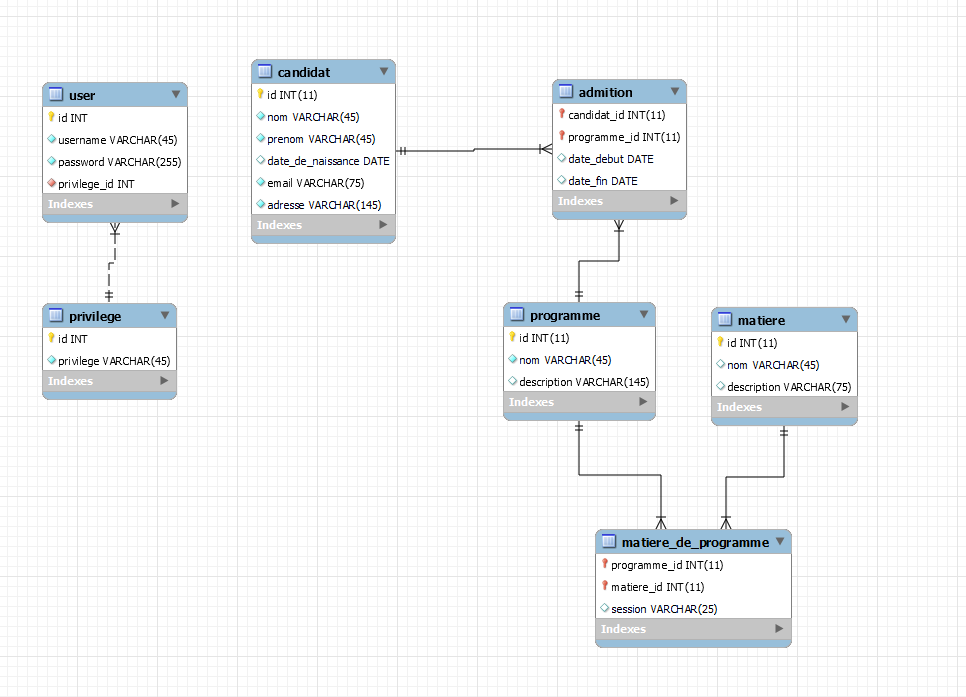 user
id INT
username VARCHAR(45)
password VARCHAR(255)
privilege_id INT
Indexes
candidat
id INT(11)
nom VARCHAR(45)
prenom VARCHAR(45)
date_de_naissance DATE
email VARCHAR(75)
adresse VARCHAR(145)
Indexes
admition
candidat_id INT(11)
programme_id INT(11)
date_debut DATE
date_fin DATE
Indexes
privilege
id INT
privilege VARCHAR(45)
Indexes
programme
id INT(11)
nom VARCHAR(45)
description VARCHAR(145)
Indexes
matiere
id INT(11)
nom VARCHAR(45)
description VARCHAR(75)
Indexes
matiere_de_programme
programme_id INT(11)
matiere_id INT(11)
session VARCHAR(25)
Indexes